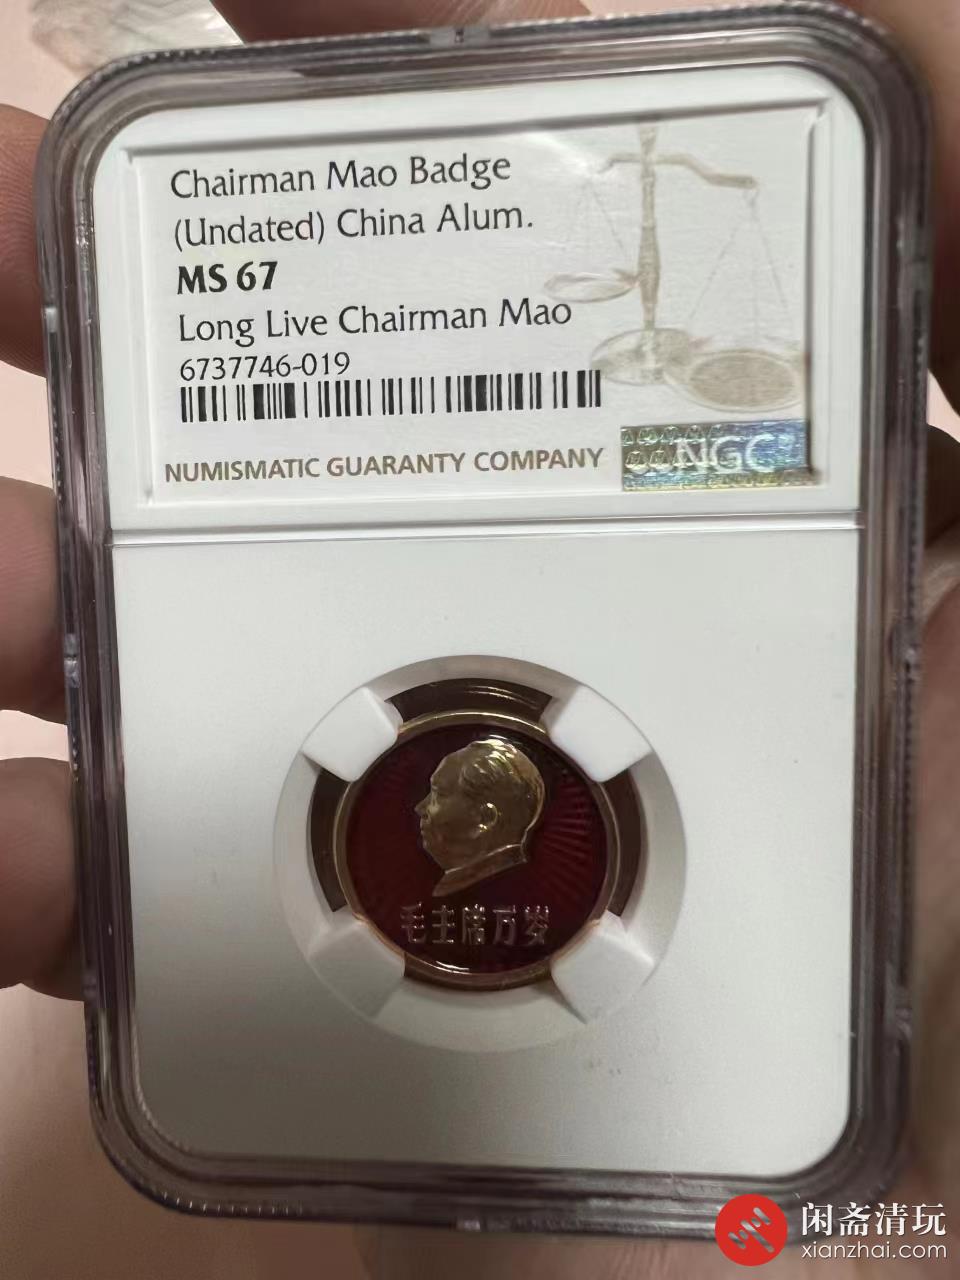 Chairman Mao Badge
(Undated) China Alum.
MS 67
Long Live Chairman Mao
6737746-019
NUMISMATIC GUARANTY COMPANY
NGC
毛主席万岁
闲斋清玩
xianzhai.com